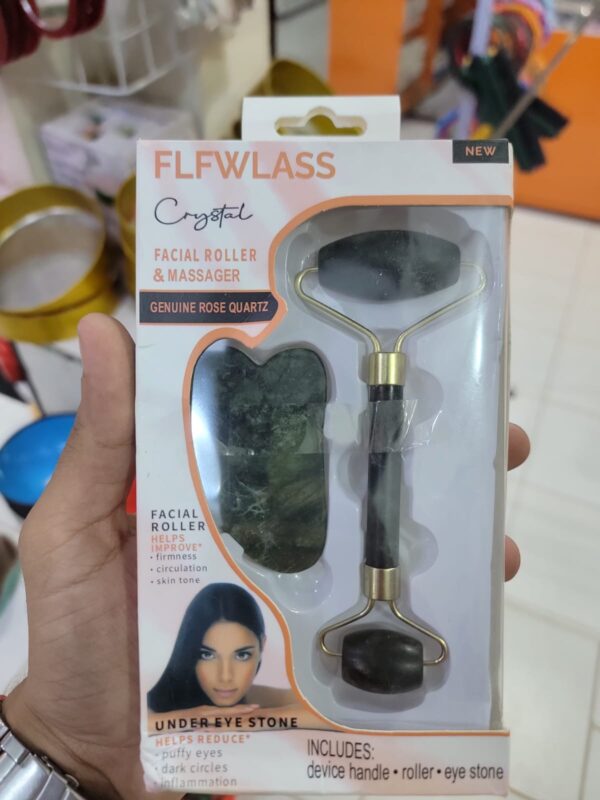 FLFWLASS
NEW
Crystal
FACIAL ROLLER
& MASSAGER
GENUINE ROSE QUARTZ
FACIAL
ROLLER
HELPS
IMPROVE*
• firmness
• circulation
• skin tone
UNDER EYE STONE
HELPS REDUCE*
• puffy eyes
• dark circles
• inflammation
INCLUDES:
device handle • roller • eye stone